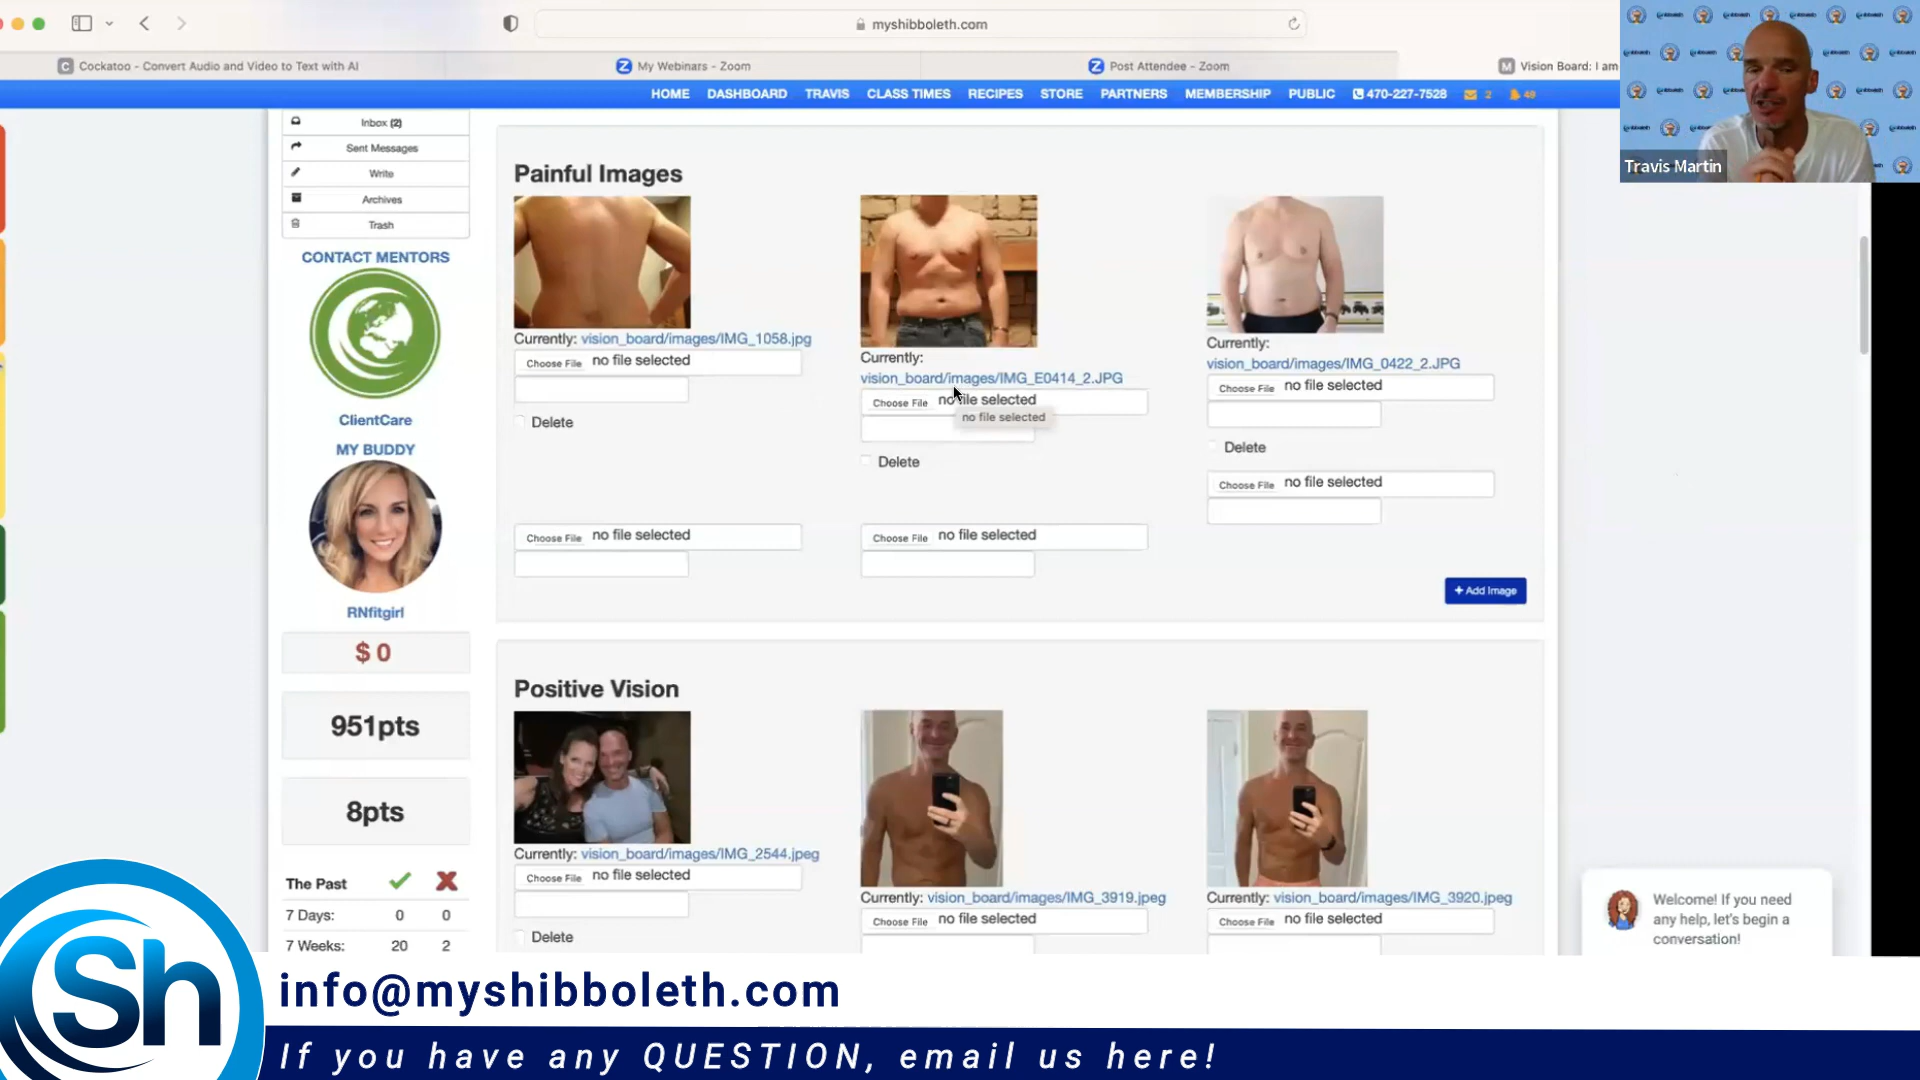 myshibboleth.com
Cockatoo - Convert Audio and Video to Text with AI
My Webinars - Zoom
Post Attendee - Zoom
Vision Board: I am
HOME DASHBOARD TRAVIS CLASS TIMES RECIPES STORE PARTNERS MEMBERSHIP PUBLIC 470-227-7528 2 49
Travis Martin
Inbox (2)
Sent Messages
Write
Archives
Trash
CONTACT MENTORS
ClientCare
MY BUDDY
RNfitgirl
$ 0
951pts
8pts
The Past
7 Days: 0 0
7 Weeks: 20 2
Painful Images
Currently: vision_board/images/IMG_1058.jpg
Choose File no file selected
Delete
Choose File no file selected
Currently:
vision_board/images/IMG_E0414_2.JPG
Choose File no file selected
no file selected
Delete
Choose File no file selected
Currently:
vision_board/images/IMG_0422_2.JPG
Choose File no file selected
Delete
Choose File no file selected
+ Add Image
Positive Vision
Currently: vision_board/images/IMG_2544.jpeg
Choose File no file selected
Delete
Currently: vision_board/images/IMG_3919.jpeg
Choose File no file selected
Currently: vision_board/images/IMG_3920.jpeg
Choose File no file selected
Welcome! If you need
any help, let's begin a
conversation!
Sh
info@myshibboleth.com
If you have any QUESTION, email us here!